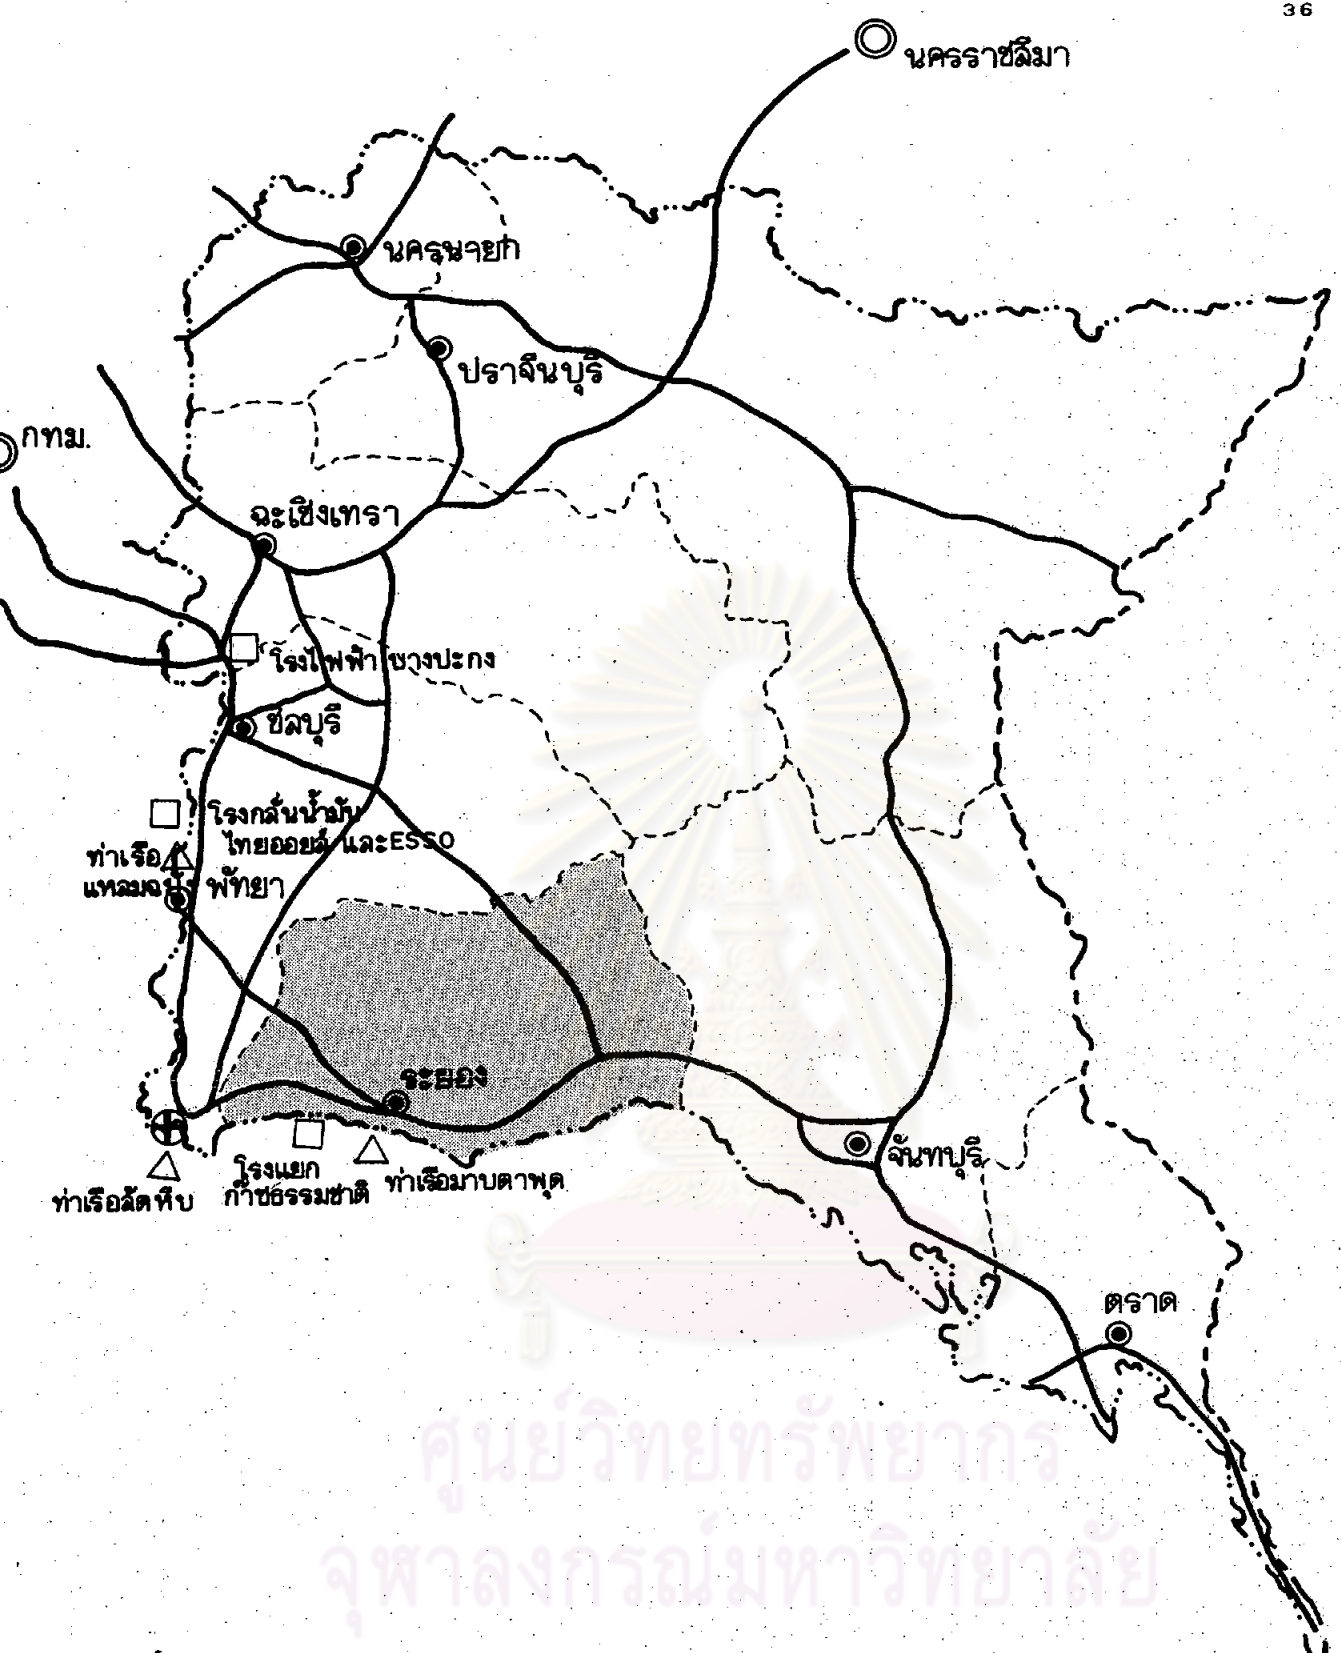 36
นครราชสีมา
นครนายก
ปราจีนบุรี
กทม.
ฉะเชิงเทรา
โรงไฟฟ้า บางปะกง
ชลบุรี
โรงกลั่นน้ำมัน
ไทยออยล์ และESSO
ท่าเรือ
แหลมฉบัง
พัทยา
ระยอง
จันทบุรี
โรงแยก
ก๊าซธรรมชาติ
ท่าเรือมาบตาพุด
ท่าเรือสัตหีบ
ตราด
ศูนย์วิทยทรัพยากร
จุฬาลงกรณ์มหาวิทยาลัย